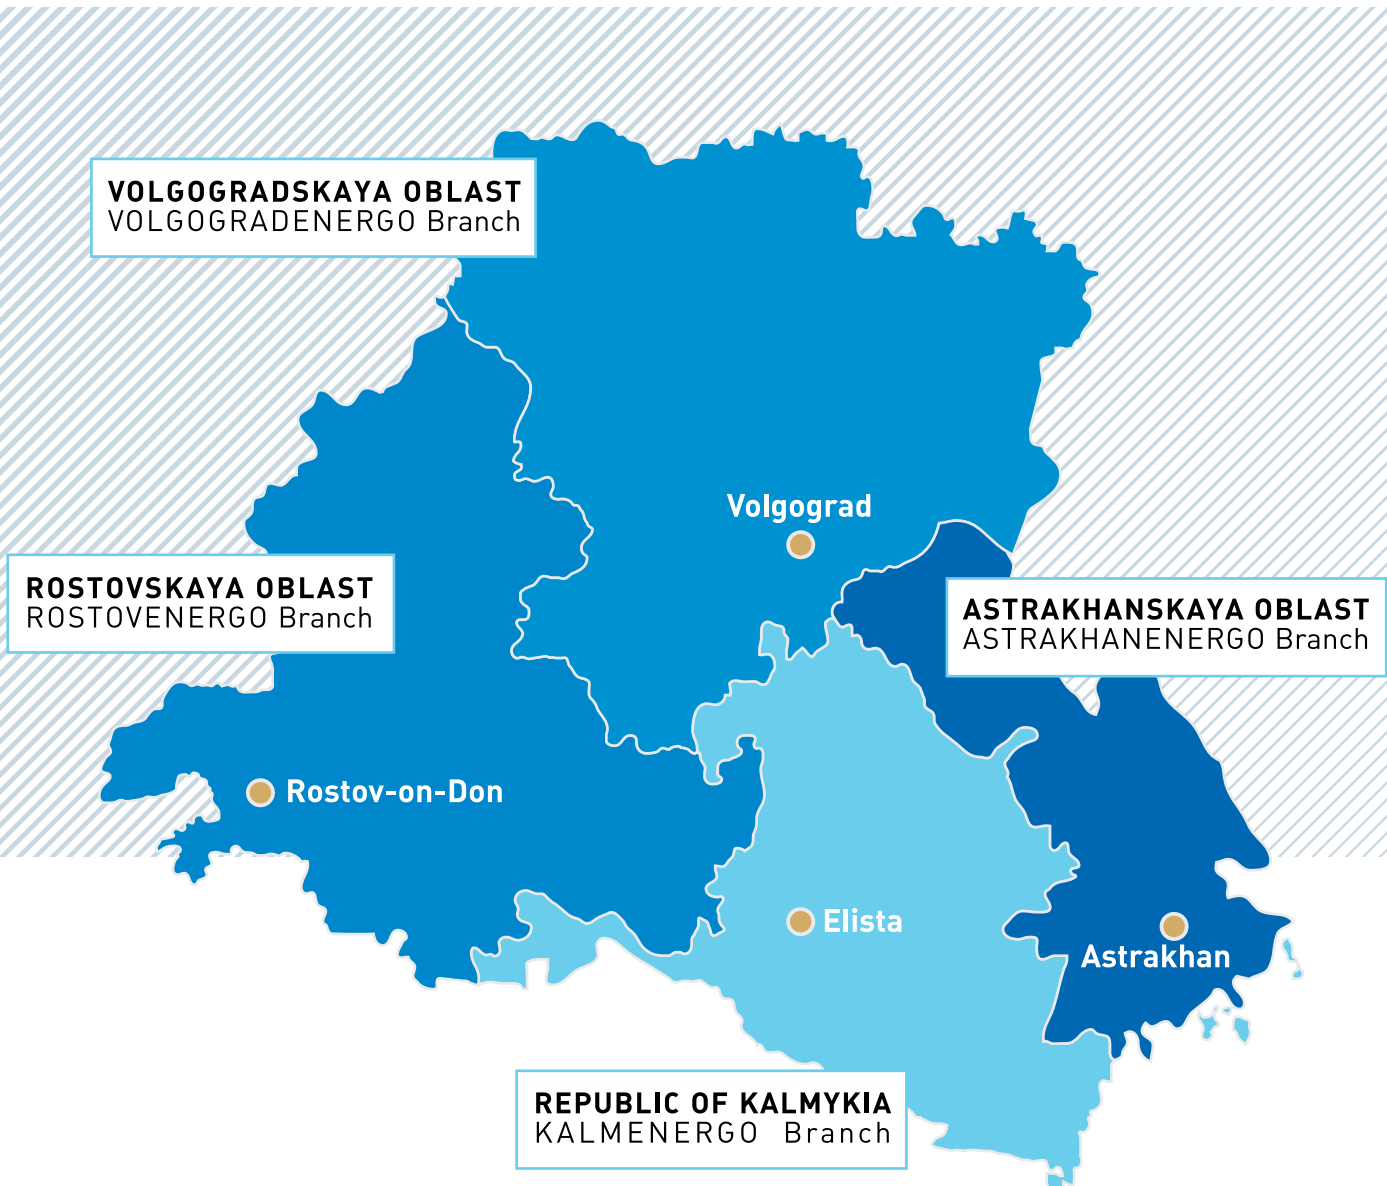 VOLGOGRADSKAYA OBLAST
VOLGOGRADENERGO Branch
Volgograd
ROSTOVSKAYA OBLAST
ROSTOVENERGO Branch
ASTRAKHANSKAYA OBLAST
ASTRAKHANENERGO Branch
Rostov-on-Don
Elista
Astrakhan
REPUBLIC OF KALMYKIA
KALMENERGO Branch